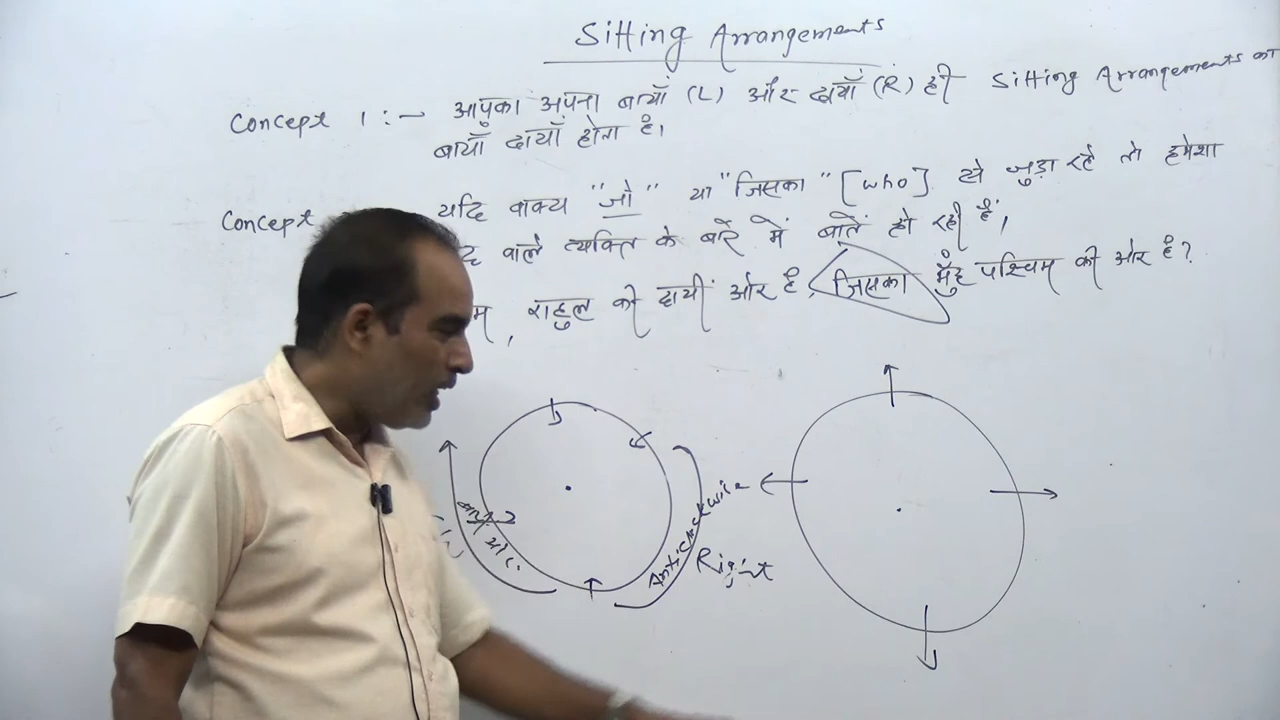 Sitting Arrangements
Concept 1 :- आपका अपना बायाँ (L) और दायाँ (R) ही Sitting Arrangements का
बायाँ दायाँ होता है।
Concept यदि वाक्य "जो" या "जिसका" [who] से जुड़ा रहे तो हमेशा
वाले व्यक्ति के बारे में बातें हो रही हैं,
राहुल की दायीं ओर है, जिसका मुँह पश्चिम की ओर है?
Anticlockwise
Right